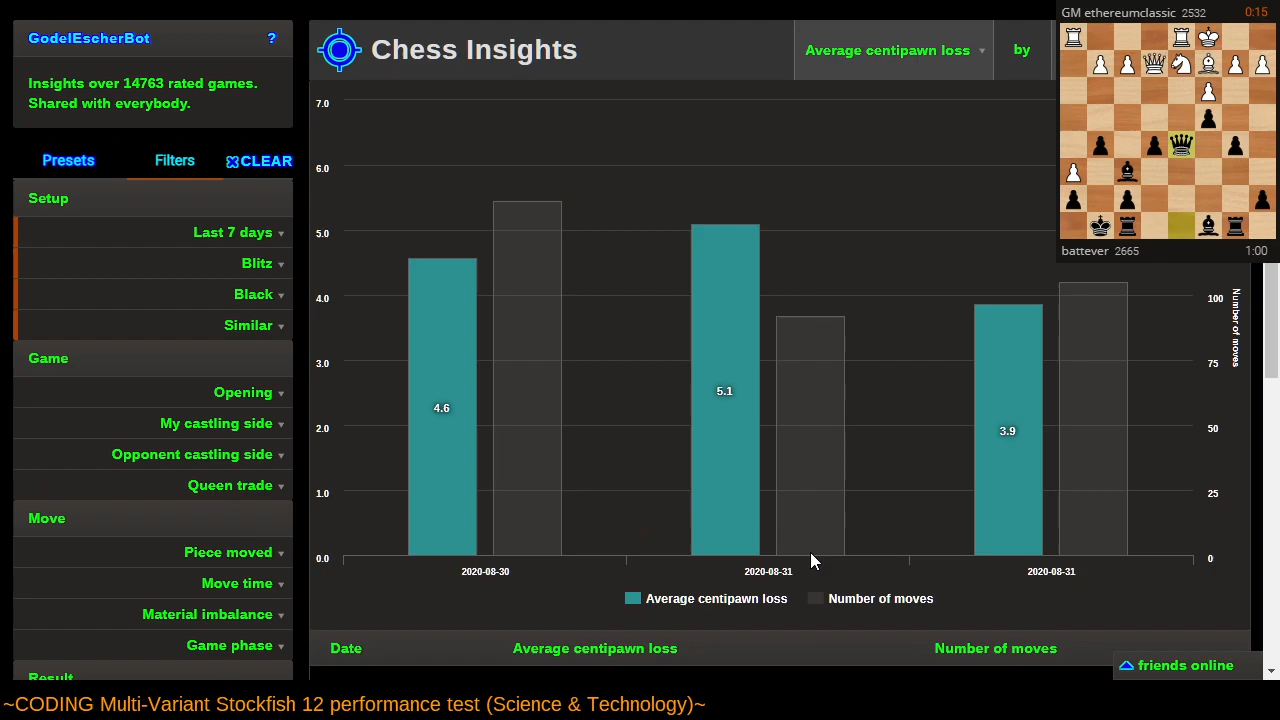 GM ethereumclassic 2532 0:15
GodelEscherBot ?
Insights over 14763 rated games.
Shared with everybody.
Presets Filters CLEAR
Setup
Last 7 days
Blitz
Black
Similar
Game
Opening
My castling side
Opponent castling side
Queen trade
Move
Piece moved
Move time
Material imbalance
Game phase
Result
Chess Insights
Average centipawn loss by
7.0
6.0
5.0
4.0
3.0
2.0
1.0
0.0
4.6
5.1
3.9
100
75
50
25
0
Number of moves
2020-08-30 2020-08-31 2020-08-31
Average centipawn loss Number of moves
Date Average centipawn loss Number of moves
battever 2665 1:00
friends online
~CODING Multi-Variant Stockfish 12 performance test (Science & Technology)~